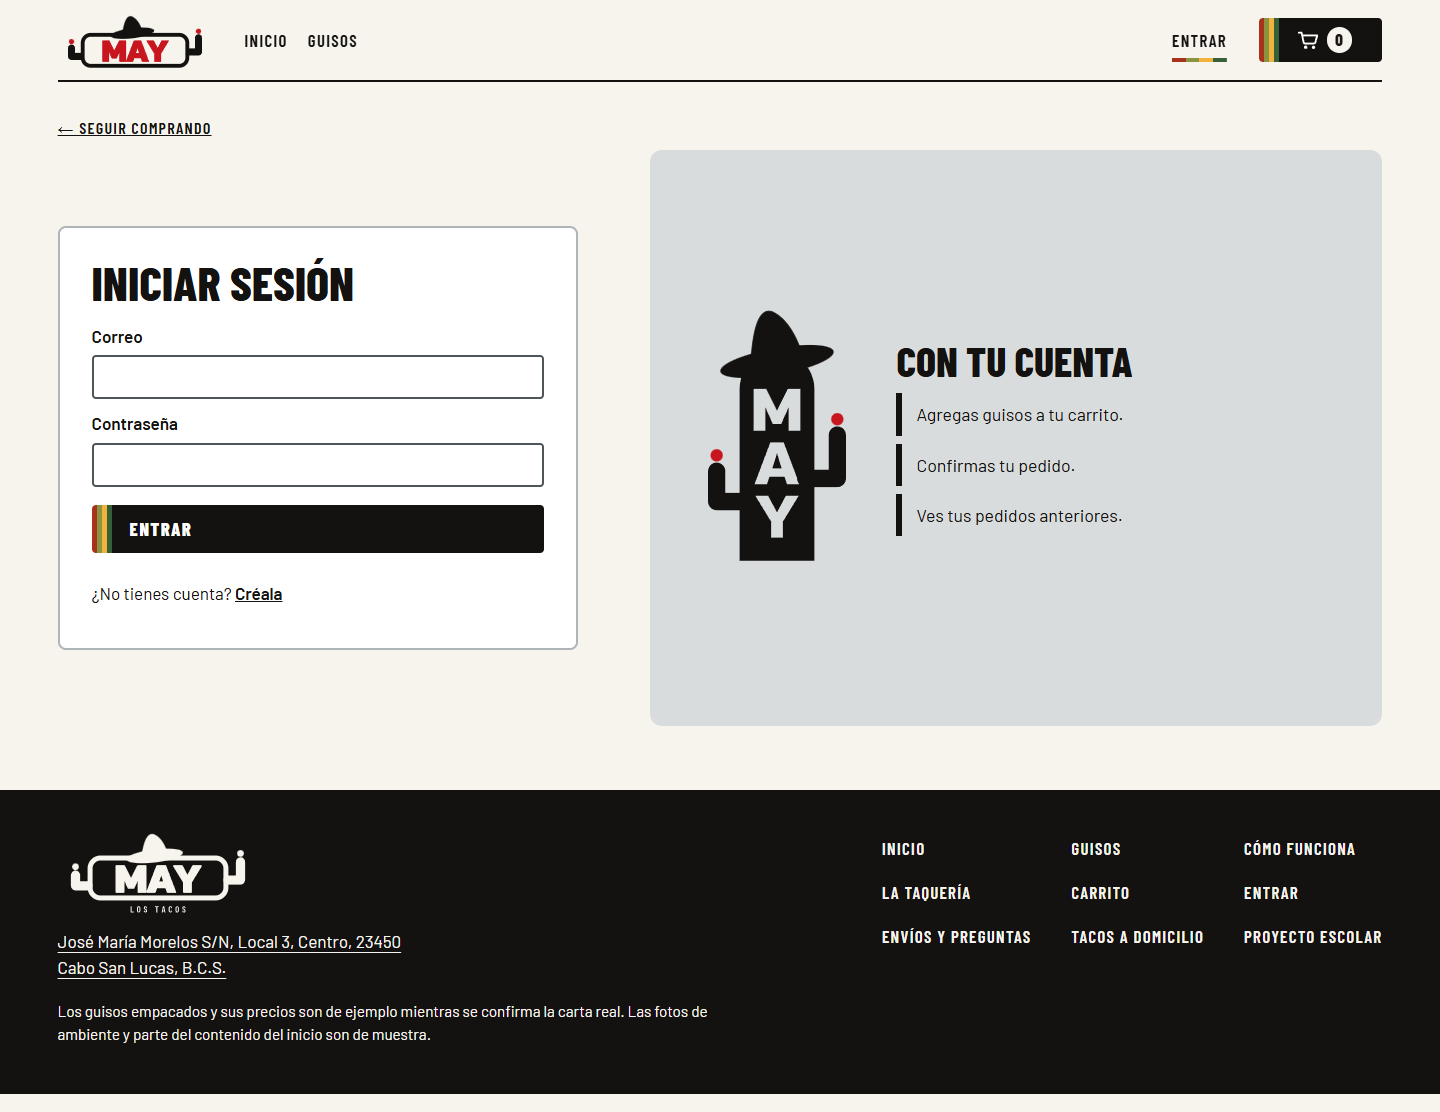 MAY
INICIO
GUISOS
ENTRAR
0
← SEGUIR COMPRANDO
INICIAR SESIÓN
Correo
Contraseña
ENTRAR
¿No tienes cuenta? Créala
MAY
CON TU CUENTA
Agregas guisos a tu carrito.
Confirmas tu pedido.
Ves tus pedidos anteriores.
MAY
LOS TACOS
José María Morelos S/N, Local 3, Centro, 23450
Cabo San Lucas, B.C.S.
Los guisos empacados y sus precios son de ejemplo mientras se confirma la carta real. Las fotos de
ambiente y parte del contenido del inicio son de muestra.
INICIO
GUISOS
CÓMO FUNCIONA
LA TAQUERÍA
CARRITO
ENTRAR
ENVÍOS Y PREGUNTAS
TACOS A DOMICILIO
PROYECTO ESCOLAR